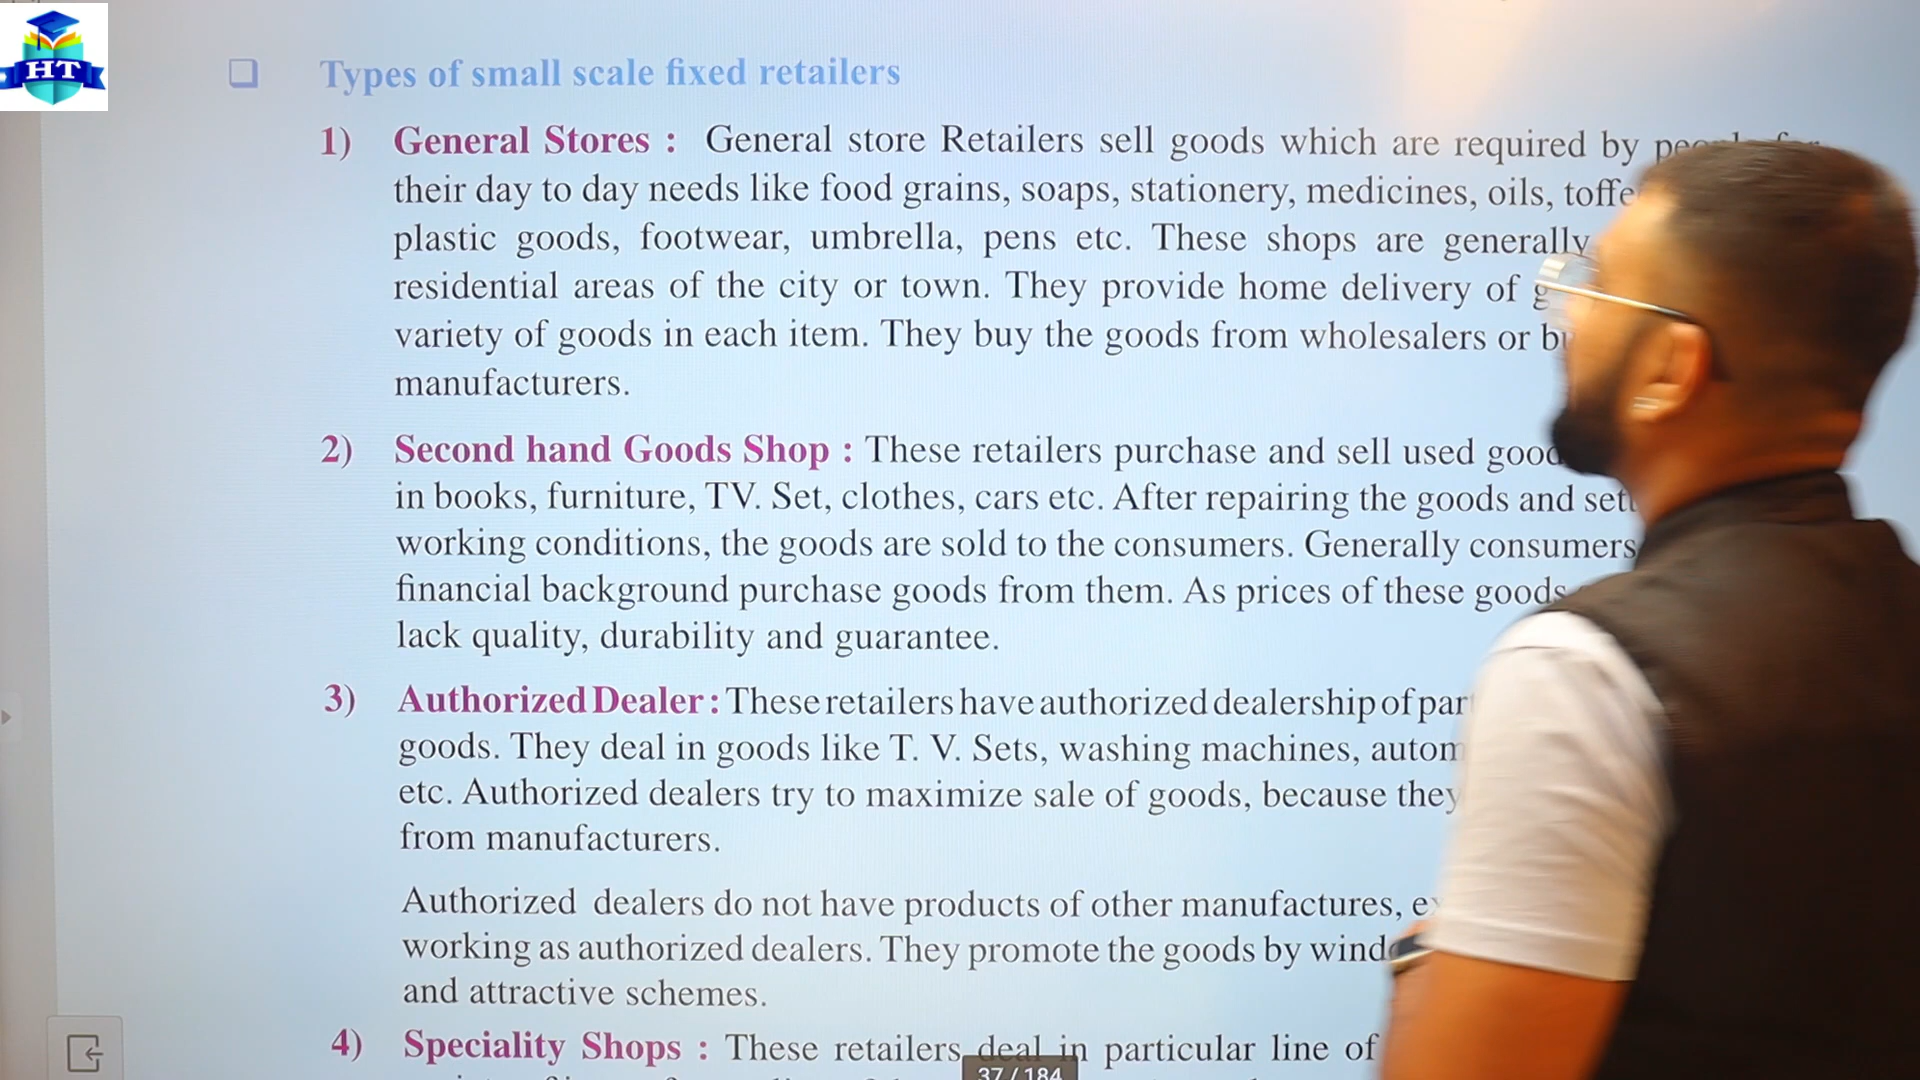 HT
Types of small scale fixed retailers
1) General Stores : General store Retailers sell goods which are required by
their day to day needs like food grains, soaps, stationery, medicines, oils,
plastic goods, footwear, umbrella, pens etc. These shops are generally
residential areas of the city or town. They provide home delivery of
variety of goods in each item. They buy the goods from wholesalers or
manufacturers.
2) Second hand Goods Shop : These retailers purchase and sell used
in books, furniture, TV. Set, clothes, cars etc. After repairing the goods and
working conditions, the goods are sold to the consumers. Generally consumers
financial background purchase goods from them. As prices of these goods
lack quality, durability and guarantee.
3) Authorized Dealer : These retailers have authorized dealership of
goods. They deal in goods like T. V. Sets, washing machines,
etc. Authorized dealers try to maximize sale of goods, because they
from manufacturers.
Authorized dealers do not have products of other manufactures,
working as authorized dealers. They promote the goods by
and attractive schemes.
4) Speciality Shops : These retailers deal in particular line of
37 / 184